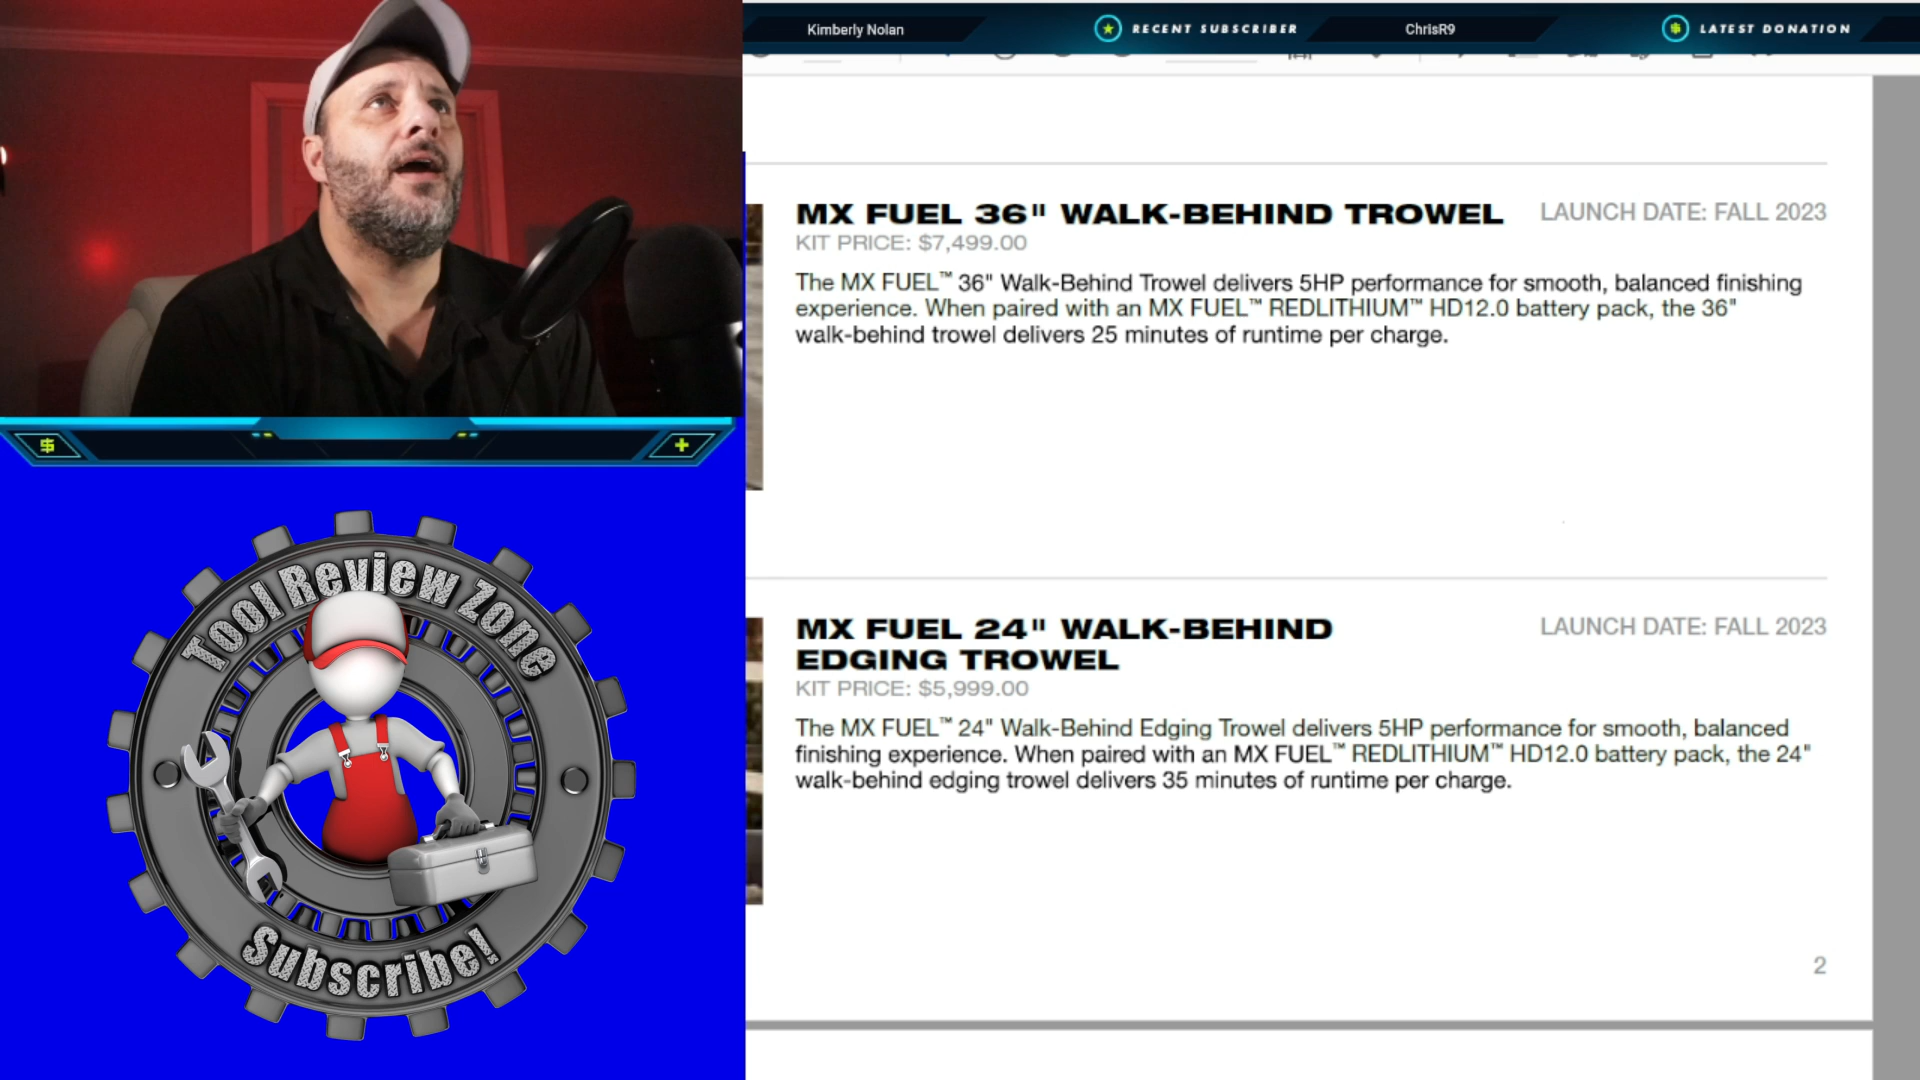 Kimberly Nolan
RECENT SUBSCRIBER
ChrisR9
LATEST DONATION
MX FUEL 36" WALK-BEHIND TROWEL
LAUNCH DATE: FALL 2023
KIT PRICE: $7,499.00
The MX FUEL™ 36" Walk-Behind Trowel delivers 5HP performance for smooth, balanced finishing
experience. When paired with an MX FUEL™ REDLITHIUM™ HD12.0 battery pack, the 36"
walk-behind trowel delivers 25 minutes of runtime per charge.
MX FUEL 24" WALK-BEHIND
EDGING TROWEL
LAUNCH DATE: FALL 2023
KIT PRICE: $5,999.00
The MX FUEL™ 24" Walk-Behind Edging Trowel delivers 5HP performance for smooth, balanced
finishing experience. When paired with an MX FUEL™ REDLITHIUM™ HD12.0 battery pack, the 24"
walk-behind edging trowel delivers 35 minutes of runtime per charge.
2
$
+
Tool Review Zone
Subscribe!